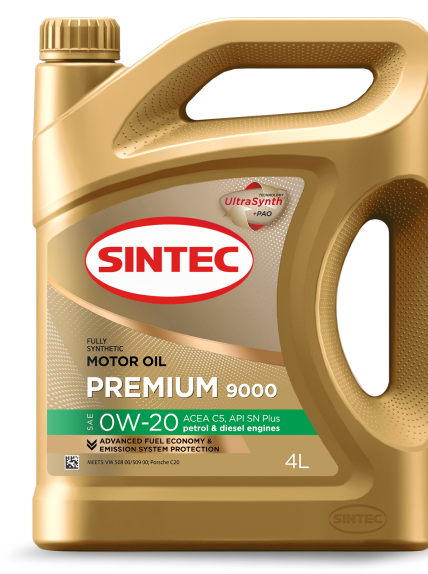 TECHNOLOGY
UltraSynth
+PAO
SINTEC
FULLY
SYNTHETIC
MOTOR OIL
PREMIUM 9000
SAE 0W-20 ACEA C5, API SN Plus
petrol & diesel engines
ADVANCED FUEL ECONOMY &
EMISSION SYSTEM PROTECTION
MEETS: VW 508 00/509 00; Porsche C20
4L
SINTEC